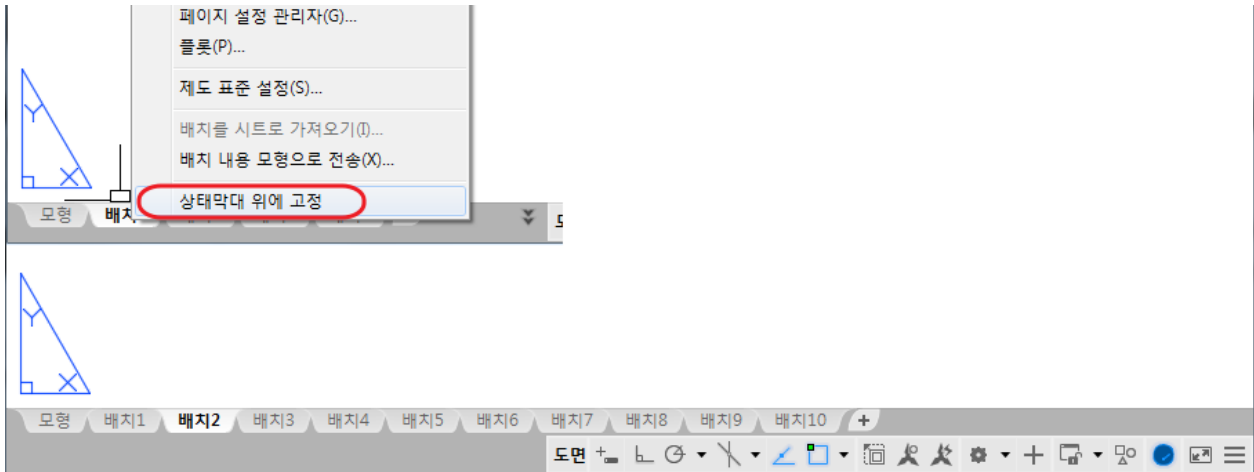 페이지 설정 관리자(G)...
플롯(P)...
제도 표준 설정(S)...
배치를 시트로 가져오기(I)...
배치 내용 모형으로 전송(X)...
상태막대 위에 고정
모형
Y
X
모형 배치1 배치2 배치3 배치4 배치5 배치6 배치7 배치8 배치9 배치10 +
도면